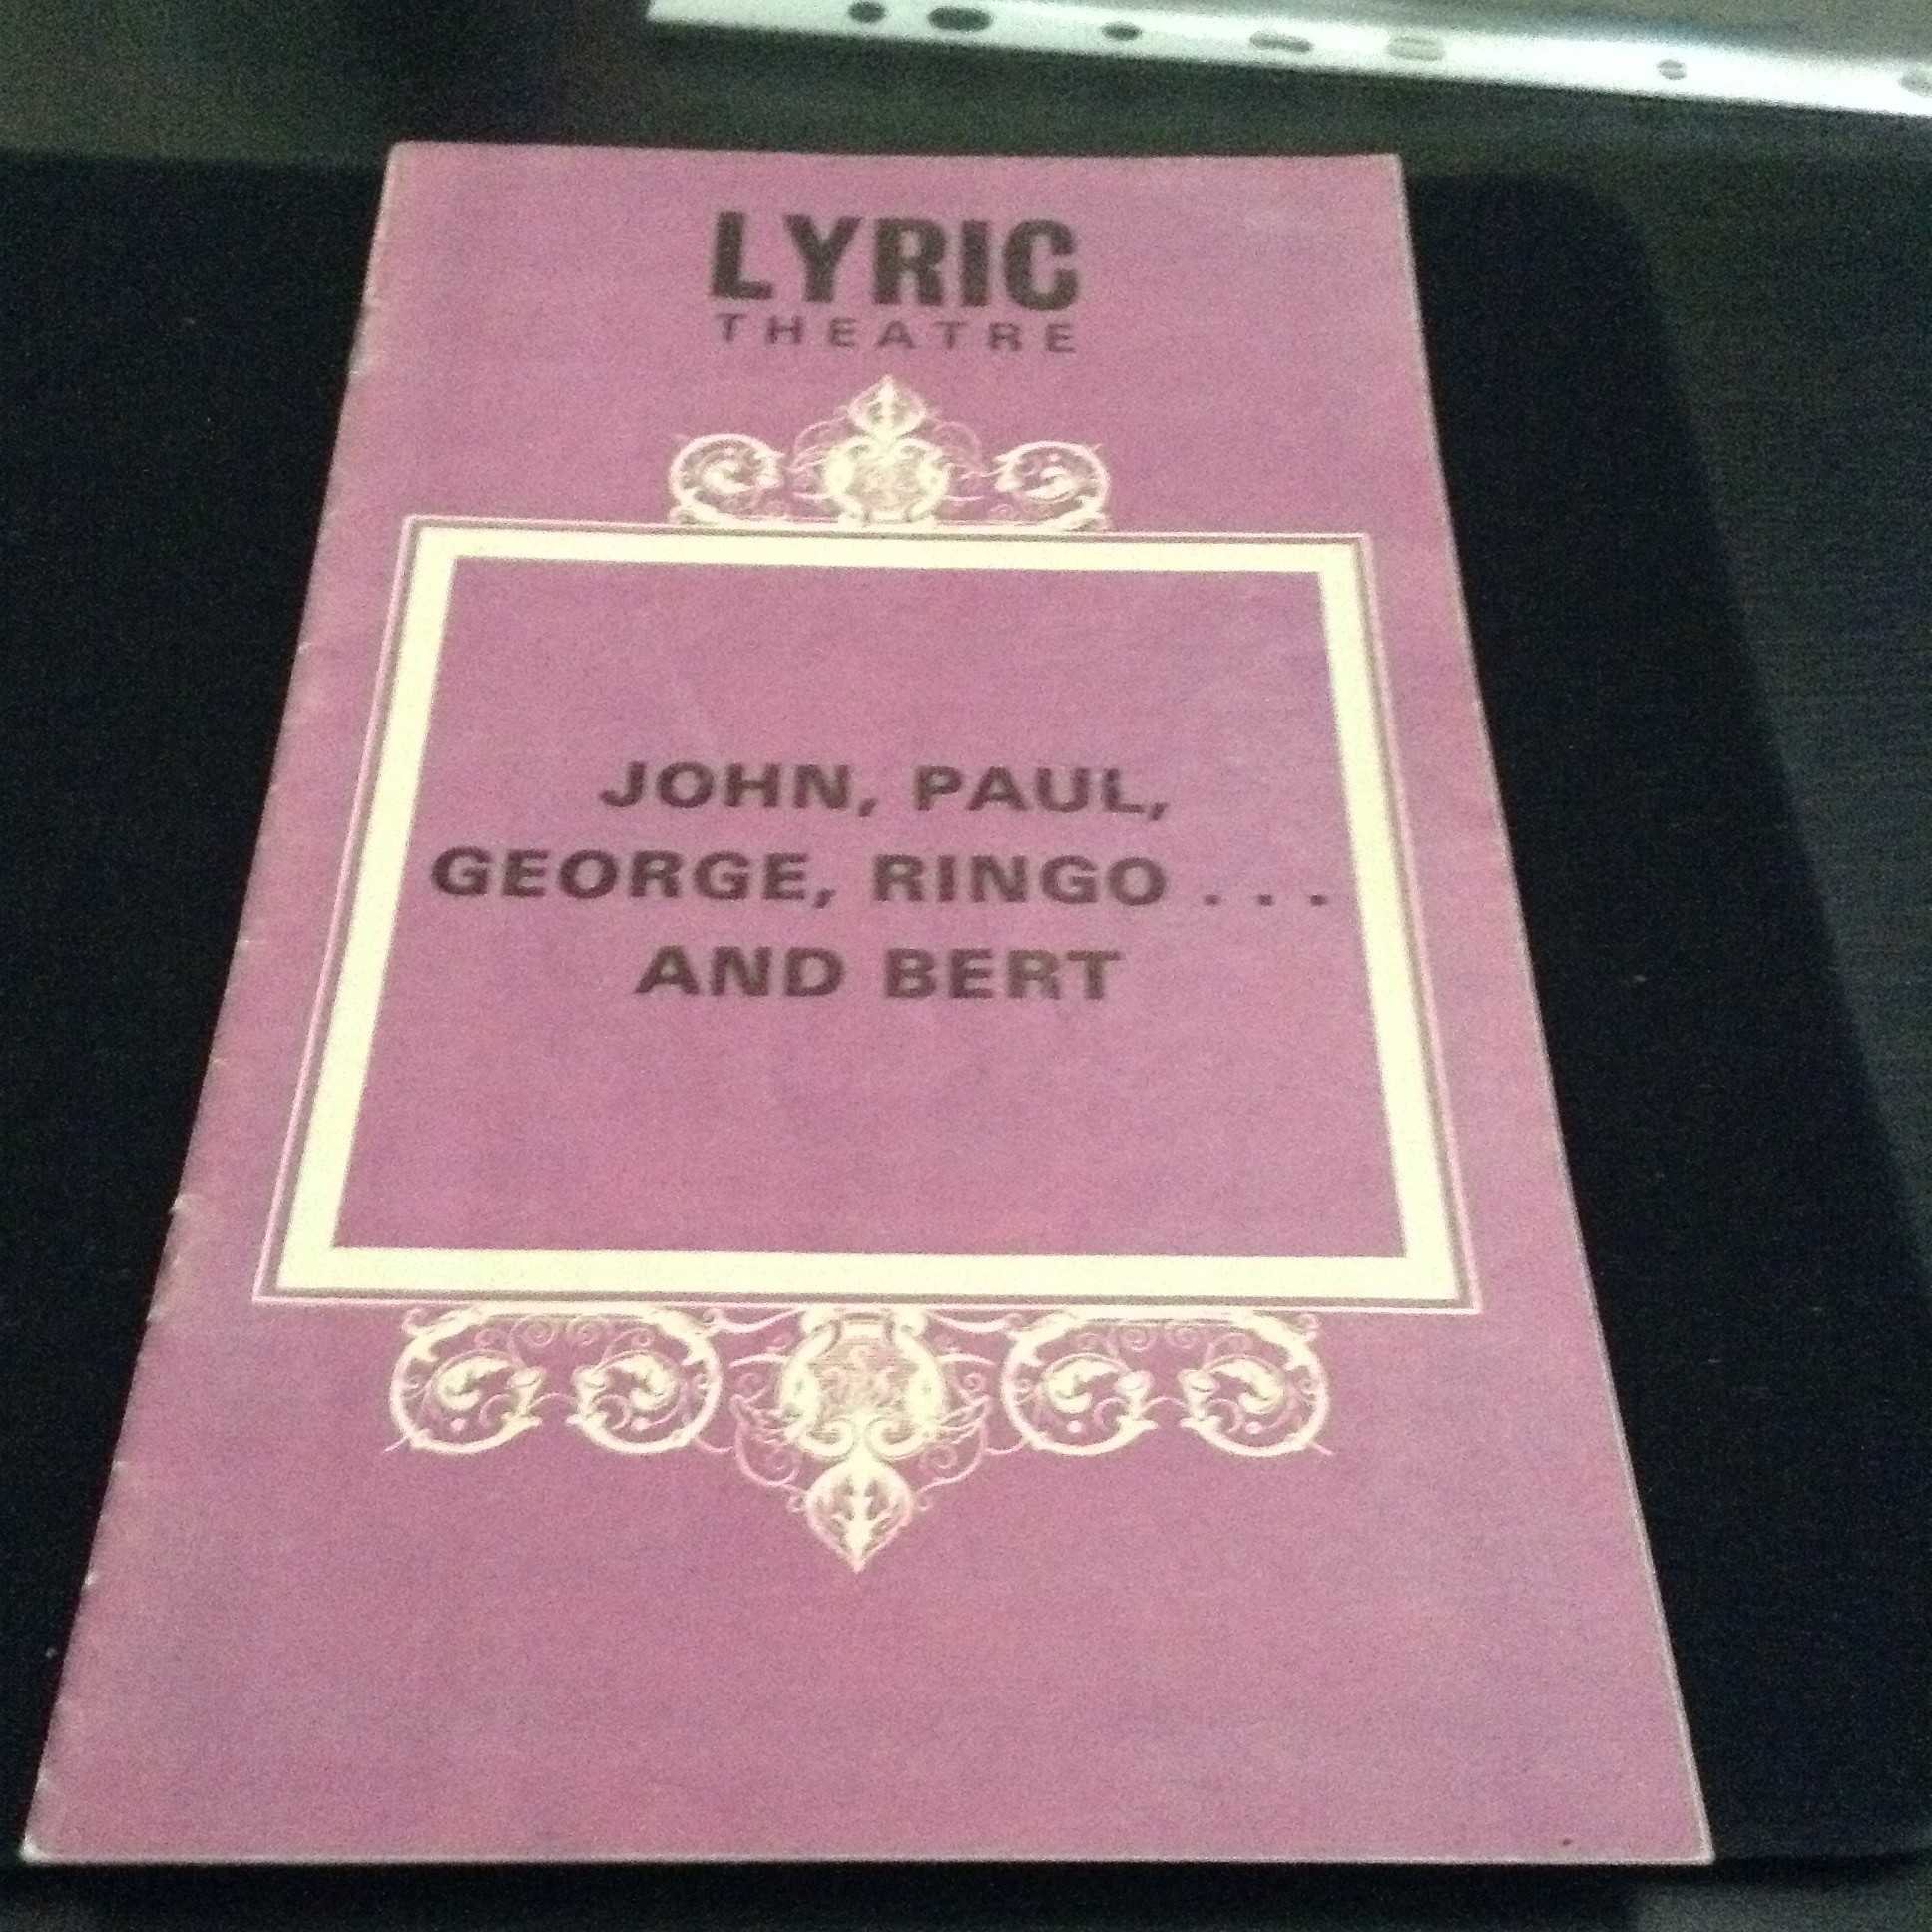 LYRIC
THEATRE
JOHN, PAUL,
GEORGE, RINGO . . .
AND BERT